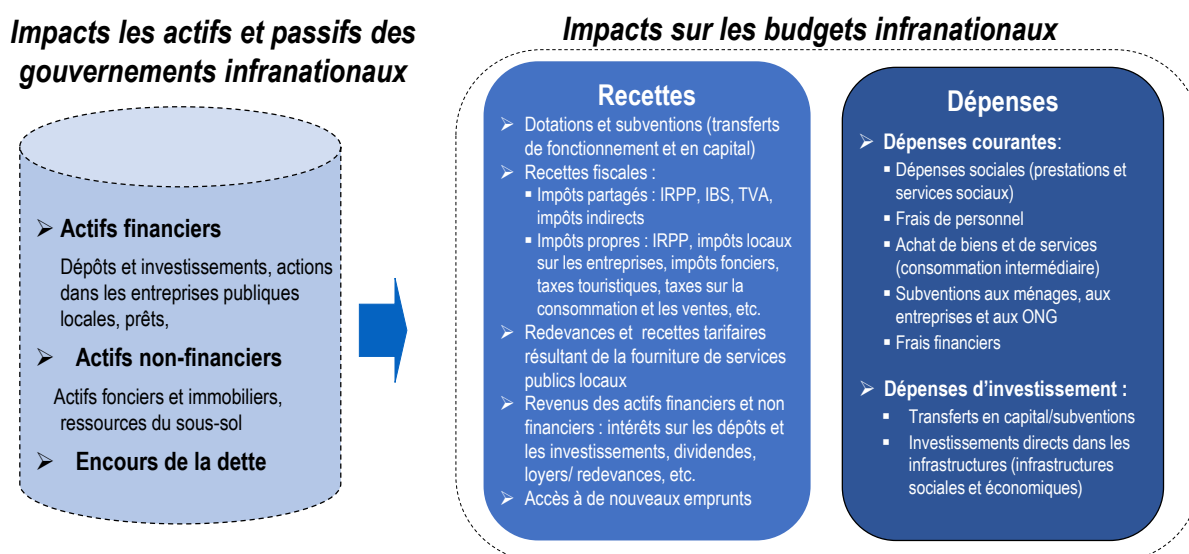 Impacts les actifs et passifs des
gouvernements infranationaux
➢ Actifs financiers
Dépôts et investissements, actions
dans les entreprises publiques
locales, prêts,
➢ Actifs non-financiers
Actifs fonciers et immobiliers,
ressources du sous-sol
➢ Encours de la dette
Impacts sur les budgets infranationaux
Recettes
➢ Dotations et subventions (transferts
de fonctionnement et en capital)
➢ Recettes fiscales :
▪ Impôts partagés : IRPP, IBS, TVA,
impôts indirects
▪ Impôts propres : IRPP, impôts locaux
sur les entreprises, impôts fonciers,
taxes touristiques, taxes sur la
consommation et les ventes, etc.
➢ Redevances et recettes tarifaires
résultant de la fourniture de services
publics locaux
➢ Revenus des actifs financiers et non
financiers : intérêts sur les dépôts et
les investissements, dividendes,
loyers/ redevances, etc.
➢ Accès à de nouveaux emprunts
Dépenses
➢ Dépenses courantes:
▪ Dépenses sociales (prestations et
services sociaux)
▪ Frais de personnel
▪ Achat de biens et de services
(consommation intermédiaire)
▪ Subventions aux ménages, aux
entreprises et aux ONG
▪ Frais financiers
➢ Dépenses d’investissement :
▪ Transferts en capital/subventions
▪ Investissements directs dans les
infrastructures (infrastructures
sociales et économiques)